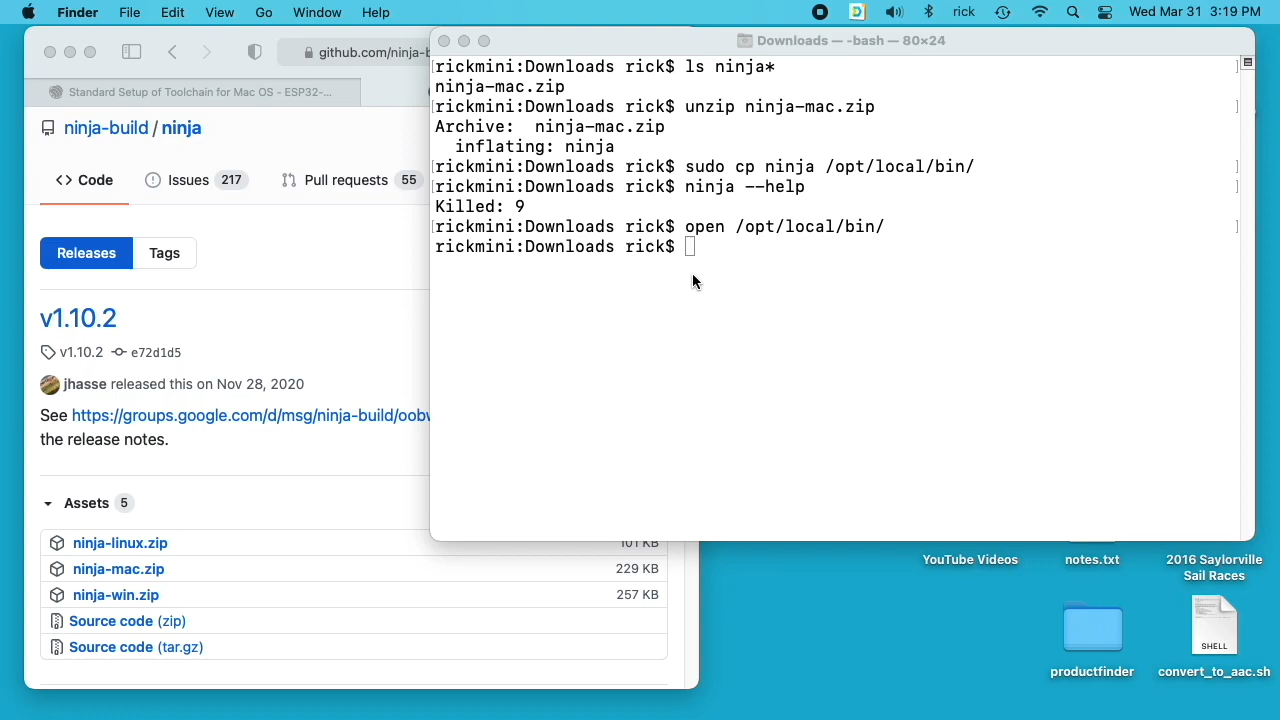 Finder File Edit View Go Window Help rick Wed Mar 31 3:19 PM
github.com/ninja-b
Standard Setup of Toolchain for Mac OS - ESP32-...
ninja-build / ninja
Code Issues 217 Pull requests 55
Releases Tags
v1.10.2
v1.10.2 e72d1d5
jhasse released this on Nov 28, 2020
See https://groups.google.com/d/msg/ninja-build/oobw
the release notes.
Assets 5
ninja-linux.zip 101 KB
ninja-mac.zip 229 KB
ninja-win.zip 257 KB
Source code (zip)
Source code (tar.gz)
Downloads — -bash — 80×24
rickmini:Downloads rick$ ls ninja*
ninja-mac.zip
rickmini:Downloads rick$ unzip ninja-mac.zip
Archive:  ninja-mac.zip
  inflating: ninja
rickmini:Downloads rick$ sudo cp ninja /opt/local/bin/
rickmini:Downloads rick$ ninja --help
Killed: 9
rickmini:Downloads rick$ open /opt/local/bin/
rickmini:Downloads rick$
YouTube Videos
notes.txt
2016 Saylorville
Sail Races
productfinder
SHELL
convert_to_aac.sh